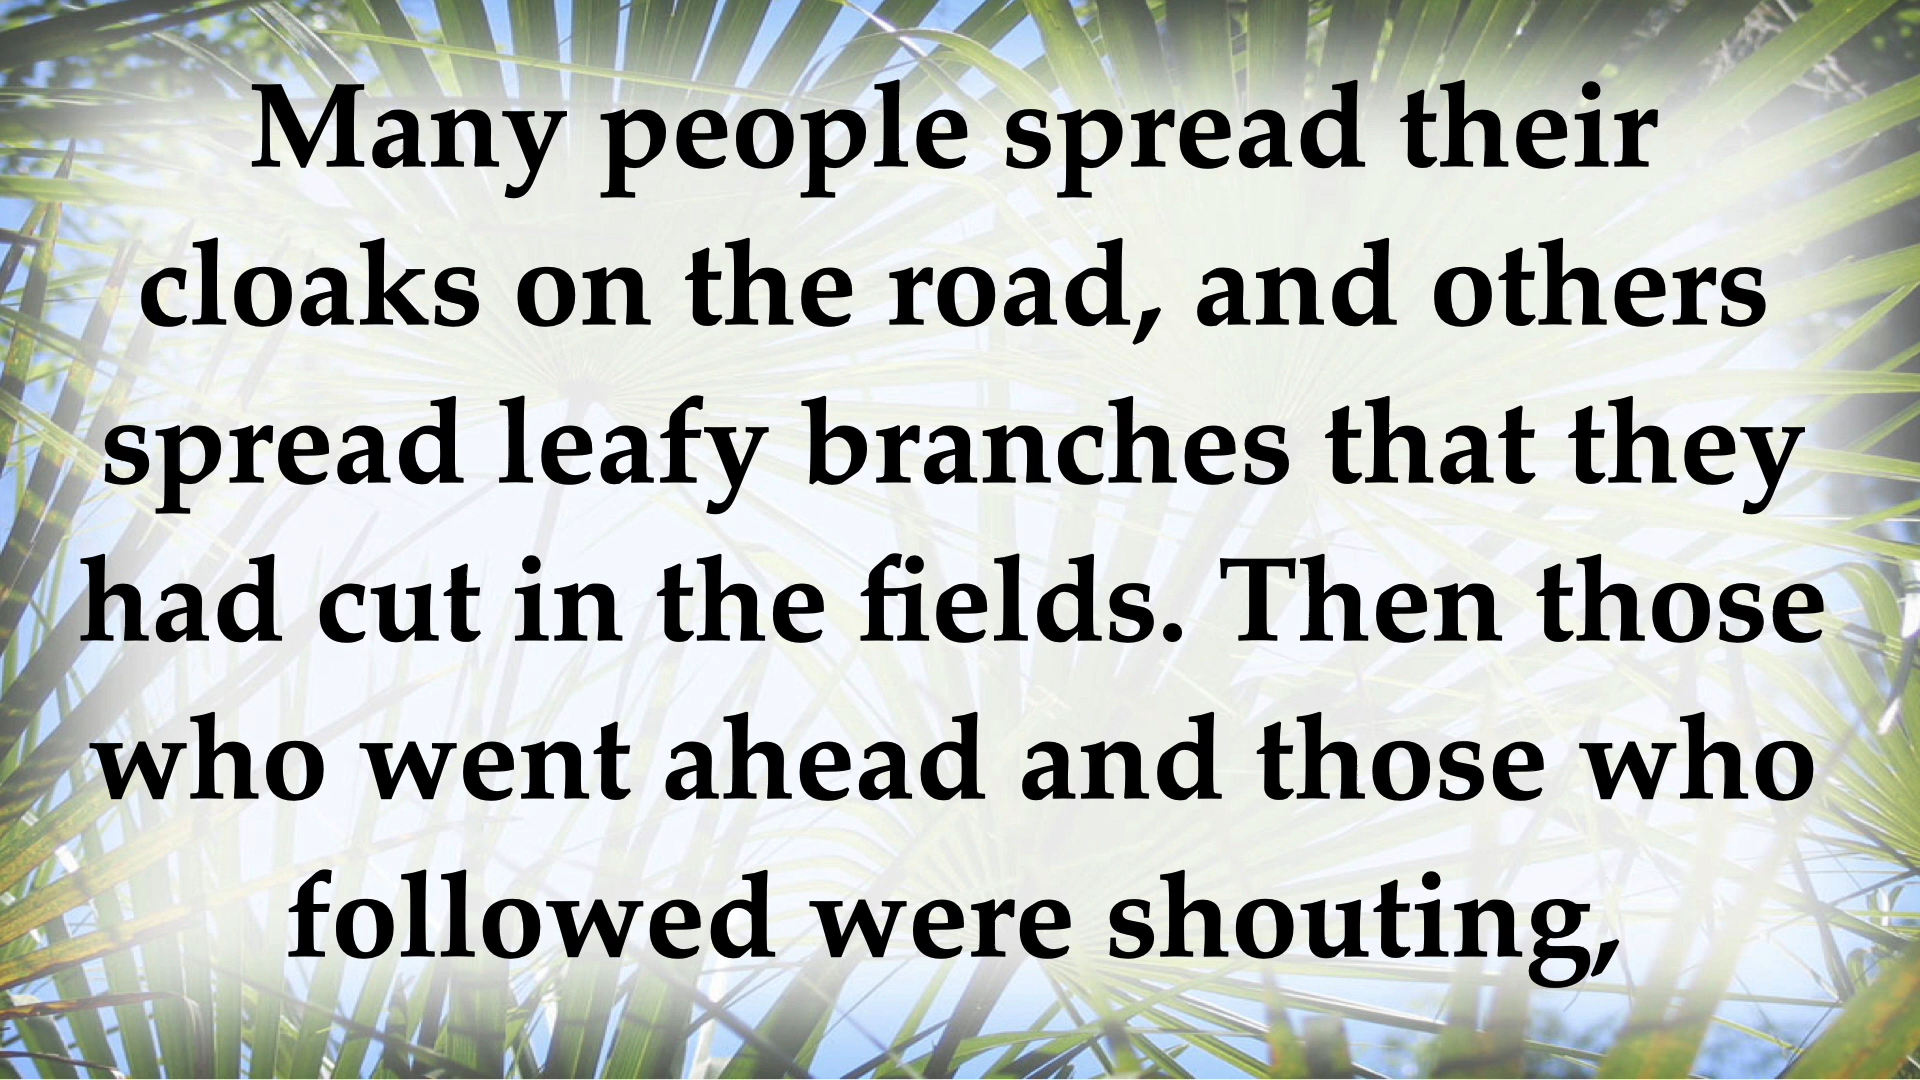 Many people spread their
cloaks on the road, and others
spread leafy branches that they
had cut in the fields. Then those
who went ahead and those who
followed were shouting,